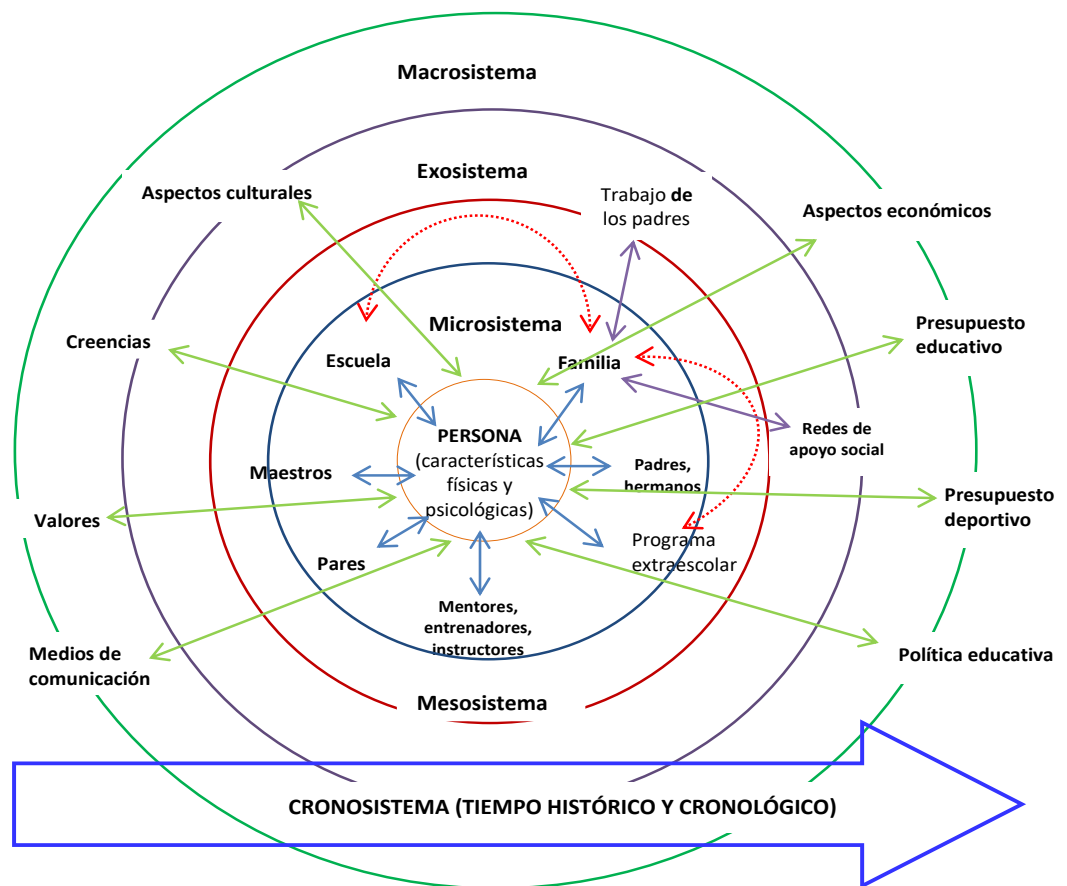 Macrosistema
Exosistema
Aspectos culturales
Trabajo de
los padres
Aspectos económicos
Microsistema
Presupuesto
educativo
Creencias
Escuela
Familia
PERSONA
(características
físicas y
psicológicas)
Redes de
apoyo social
Maestros
Padres,
hermanos
Valores
Presupuesto
deportivo
Pares
Programa
extraescolar
Mentores,
entrenadores,
instructores
Medios de
comunicación
Política educativa
Mesosistema
CRONOSISTEMA (TIEMPO HISTÓRICO Y CRONOLÓGICO)